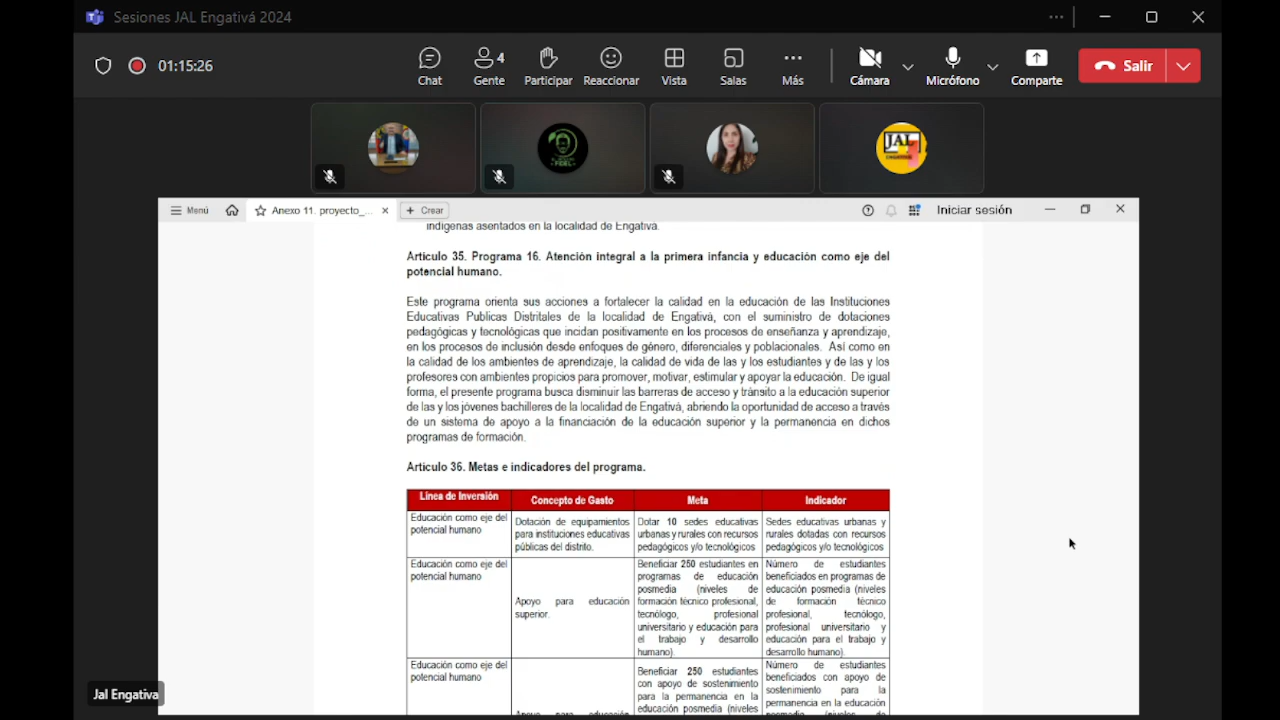 Sesiones JAL Engativá 2024
01:15:26
Chat
4
Gente
Participar
Reaccionar
Vista
Salas
Más
Cámara
Micrófono
Comparte
Salir
FIDEL
JAL
ENGATIVÁ
Menú
Anexo 11. proyecto_...
Crear
Iniciar sesión
indígenas asentados en la localidad de Engativá.
Artículo 35. Programa 16. Atención integral a la primera infancia y educación como eje del
potencial humano.
Este programa orienta sus acciones a fortalecer la calidad en la educación de las Instituciones
Educativas Publicas Distritales de la localidad de Engativá, con el suministro de dotaciones
pedagógicas y tecnológicas que incidan positivamente en los procesos de enseñanza y aprendizaje,
en los procesos de inclusión desde enfoques de género, diferenciales y poblacionales. Así como en
la calidad de los ambientes de aprendizaje, la calidad de vida de las y los estudiantes y de las y los
profesores con ambientes propicios para promover, motivar, estimular y apoyar la educación. De igual
forma, el presente programa busca disminuir las barreras de acceso y tránsito a la educación superior
de las y los jóvenes bachilleres de la localidad de Engativá, abriendo la oportunidad de acceso a través
de un sistema de apoyo a la financiación de la educación superior y la permanencia en dichos
programas de formación.
Artículo 36. Metas e indicadores del programa.
Línea de Inversión
Concepto de Gasto
Meta
Indicador
Educación como eje del
potencial humano
Dotación de equipamientos
para instituciones educativas
públicas del distrito.
Dotar 10 sedes educativas
urbanas y rurales con recursos
pedagógicos y/o tecnológicos
Sedes educativas urbanas y
rurales dotadas con recursos
pedagógicos y/o tecnológicos
Educación como eje del
potencial humano
Apoyo para educación
superior.
Beneficiar 250 estudiantes en
programas de educación
posmedia (niveles de
formación técnico profesional,
tecnólogo, profesional
universitario y educación para
el trabajo y desarrollo
humano).
Número de estudiantes
beneficiados en programas de
educación posmedia (niveles
de formación técnico
profesional, tecnólogo,
profesional universitario y
educación para el trabajo y
desarrollo humano).
Educación como eje del
potencial humano
Apoyo para educación
Beneficiar 250 estudiantes
con apoyo de sostenimiento
para la permanencia en la
educación posmedia (niveles
Número de estudiantes
beneficiados con apoyo de
sostenimiento para la
permanencia en la educación
posmedia (niveles de
Jal Engativa